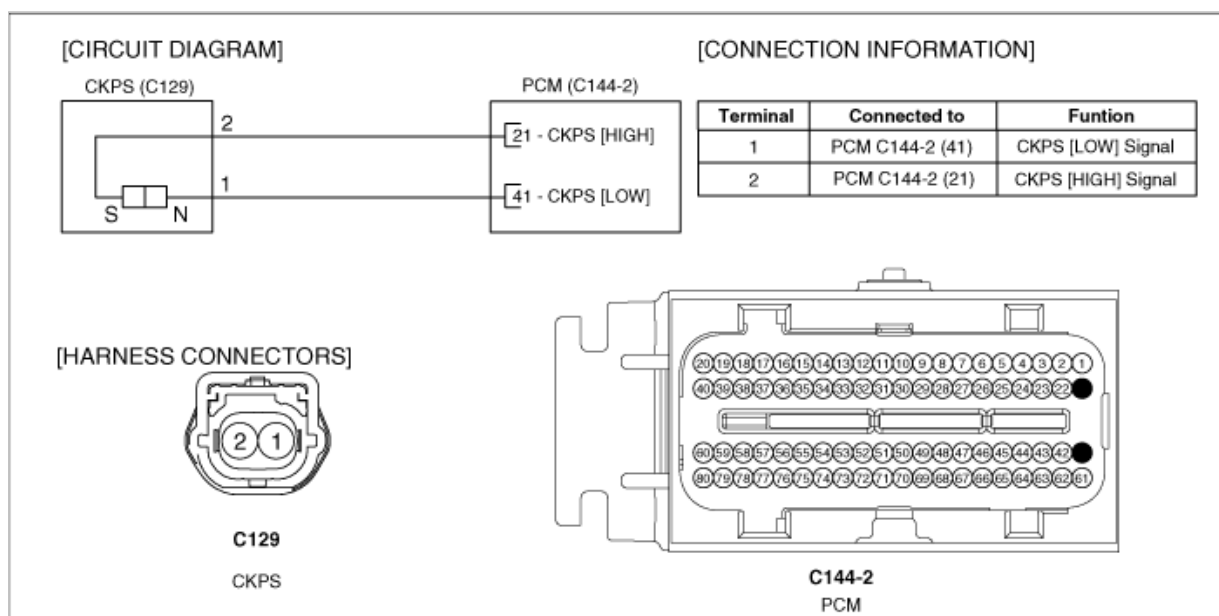 [CIRCUIT DIAGRAM]
CKPS (C129)
PCM (C144-2)
2
21 - CKPS [HIGH]
1
41 - CKPS [LOW]
S N
[CONNECTION INFORMATION]
Terminal Connected to Funtion
1 PCM C144-2 (41) CKPS [LOW] Signal
2 PCM C144-2 (21) CKPS [HIGH] Signal
[HARNESS CONNECTORS]
2 1
C129
CKPS
20 19 18 17 16 15 14 13 12 11 10 9 8 7 6 5 4 3 2 1
40 39 38 37 36 35 34 33 32 31 30 29 28 27 26 25 24 23 22
60 59 58 57 56 55 54 53 52 51 50 49 48 47 46 45 44 43 42
80 79 78 77 76 75 74 73 72 71 70 69 68 67 66 65 64 63 62 61
C144-2
PCM